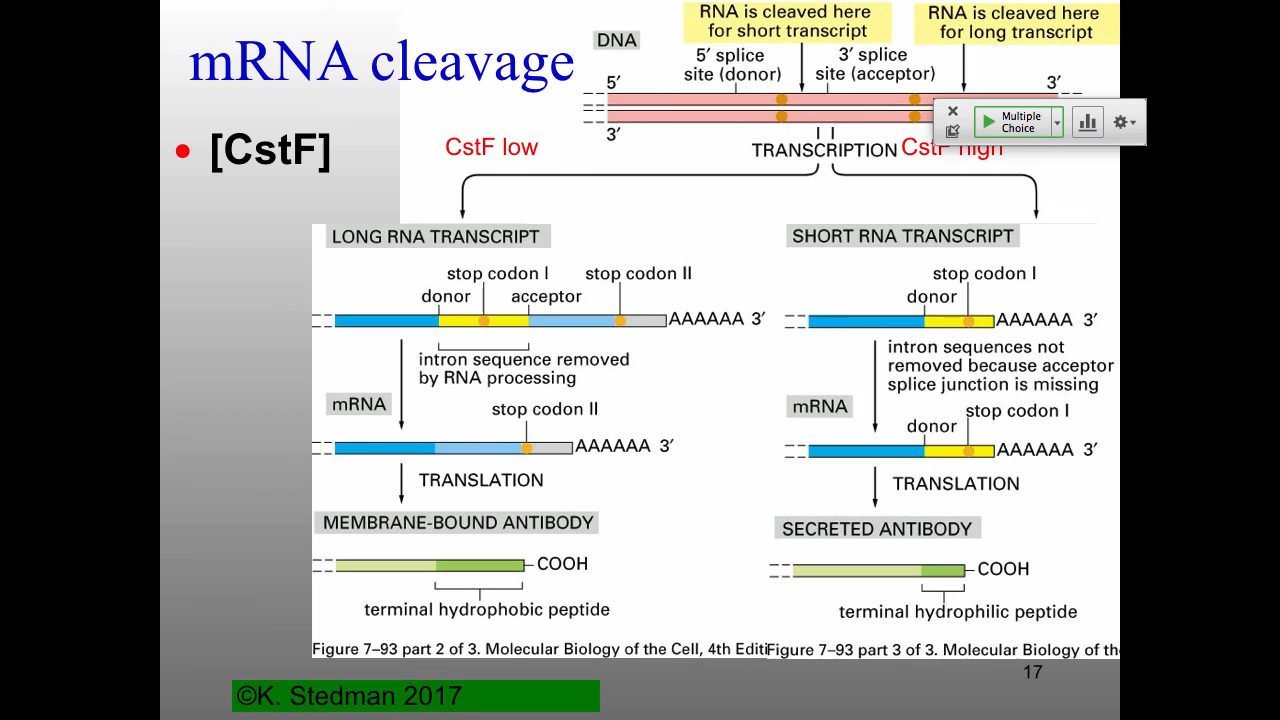 mRNA cleavage
• [CstF]
RNA is cleaved here
for short transcript
RNA is cleaved here
for long transcript
DNA
5′ splice
site (donor)
3′ splice
site (acceptor)
5′
3′
3′
Multiple
Choice
CstF low
TRANSCRIPTION
CstF high
LONG RNA TRANSCRIPT
stop codon I
stop codon II
donor
acceptor
AAAAAA 3′
intron sequence removed
by RNA processing
mRNA
stop codon II
AAAAAA 3′
TRANSLATION
MEMBRANE-BOUND ANTIBODY
COOH
terminal hydrophobic peptide
Figure 7–93 part 2 of 3. Molecular Biology of the Cell, 4th Editi
SHORT RNA TRANSCRIPT
stop codon I
donor
AAAAAA 3′
intron sequences not
removed because acceptor
splice junction is missing
mRNA
stop codon I
donor
AAAAAA 3′
TRANSLATION
SECRETED ANTIBODY
COOH
terminal hydrophilic peptide
Figure 7–93 part 3 of 3. Molecular Biology of the
17
©K. Stedman 2017